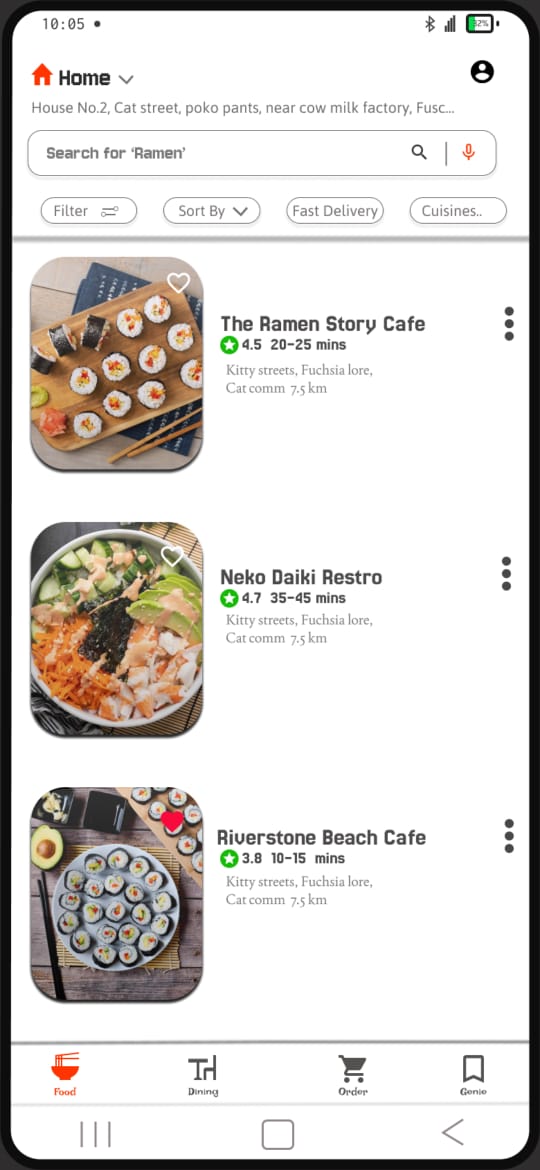 10:05
32%
Home
House No.2, Cat street, poko pants, near cow milk factory, Fusc...
Search for ‘Ramen’
Filter
Sort By
Fast Delivery
Cuisines..
The Ramen Story Cafe
4.5 20-25 mins
Kitty streets, Fuchsia lore,
Cat comm 7.5 km
Neko Daiki Restro
4.7 35-45 mins
Kitty streets, Fuchsia lore,
Cat comm 7.5 km
Riverstone Beach Cafe
3.8 10-15 mins
Kitty streets, Fuchsia lore,
Cat comm 7.5 km
Food
Dining
Order
Genie